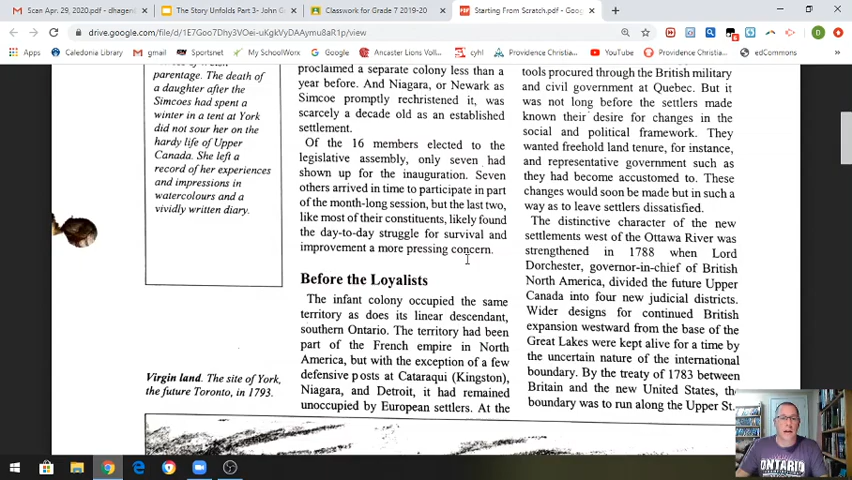 Scan Apr. 29, 2020.pdf - dhagen@
The Story Unfolds Part 3- John G
Classwork for Grade 7 2019-20
Starting From Scratch.pdf - Goog
drive.google.com/file/d/1E7Goo7Dhy3VOei-uKgkVyDAAymu8aR1p/view
Caledonia Library
gmail
Sportsnet
My SchoolWorx
Google
Ancaster Lions Volle...
cyhl
Providence Christia...
YouTube
Providence Christia...
edCommons
parentage. The death of
a daughter after the
Simcoes had spent a
winter in a tent at York
did not sour her on the
hardy life of Upper
Canada. She left a
record of her experiences
and impressions in
watercolours and a
vividly written diary.
Virgin land. The site of York,
the future Toronto, in 1793.
proclaimed a separate colony less than a
year before. And Niagara, or Newark as
Simcoe promptly rechristened it, was
scarcely a decade old as an established
settlement.
Of the 16 members elected to the
legislative assembly, only seven had
shown up for the inauguration. Seven
others arrived in time to participate in part
of the month-long session, but the last two,
like most of their constituents, likely found
the day-to-day struggle for survival and
improvement a more pressing concern.
Before the Loyalists
The infant colony occupied the same
territory as does its linear descendant,
southern Ontario. The territory had been
part of the French empire in North
America, but with the exception of a few
defensive posts at Cataraqui (Kingston),
Niagara, and Detroit, it had remained
unoccupied by European settlers. At the
tools procured through the British military
and civil government at Quebec. But it
was not long before the settlers made
known their desire for changes in the
social and political framework. They
wanted freehold land tenure, for instance,
and representative government such as
they had become accustomed to. These
changes would soon be made but in such a
way as to leave settlers dissatisfied.
The distinctive character of the new
settlements west of the Ottawa River was
strengthened in 1788 when Lord
Dorchester, governor-in-chief of British
North America, divided the future Upper
Canada into four new judicial districts.
Wider designs for continued British
expansion westward from the base of the
Great Lakes were kept alive for a time by
the uncertain nature of the international
boundary. By the treaty of 1783 between
Britain and the new United States, the
boundary was to run along the Upper St.
ONTARIO